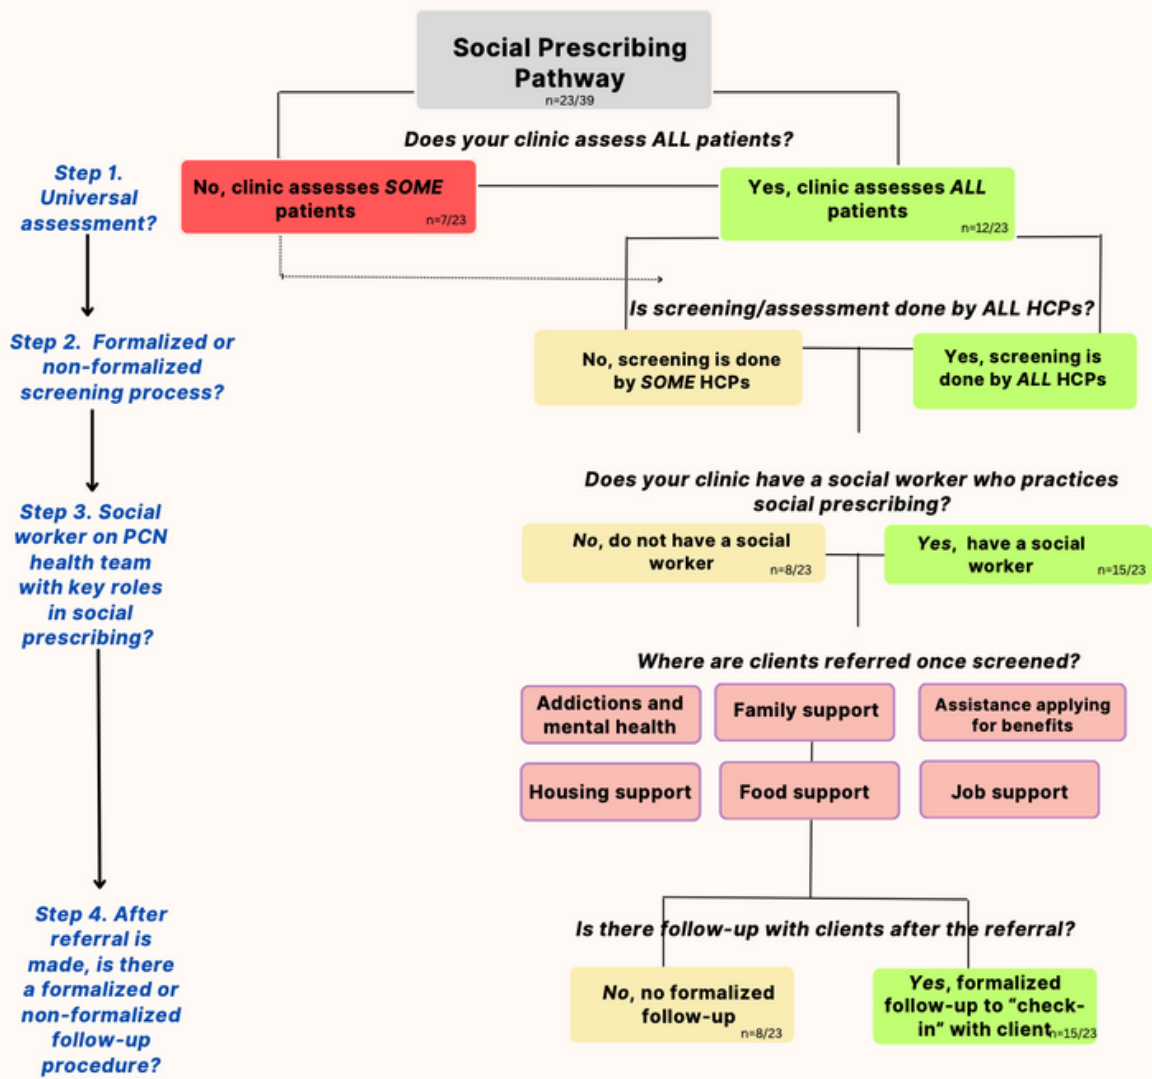 Social Prescribing
Pathway
n=23/39
Does your clinic assess ALL patients?
Step 1.
Universal
assessment?
No, clinic assesses SOME
patients
n=7/23
Yes, clinic assesses ALL
patients
n=12/23
Is screening/assessment done by ALL HCPs?
Step 2. Formalized or
non-formalized
screening process?
No, screening is done
by SOME HCPs
Yes, screening is
done by ALL HCPs
Does your clinic have a social worker who practices
social prescribing?
Step 3. Social
worker on PCN
health team
with key roles
in social
prescribing?
No, do not have a social
worker
n=8/23
Yes, have a social
worker
n=15/23
Where are clients referred once screened?
Addictions and
mental health
Family support
Assistance applying
for benefits
Housing support
Food support
Job support
Step 4. After
referral is
made, is there
a formalized or
non-formalized
follow-up
procedure?
Is there follow-up with clients after the referral?
No, no formalized
follow-up
n=8/23
Yes, formalized
follow-up to “check-
in” with client
n=15/23